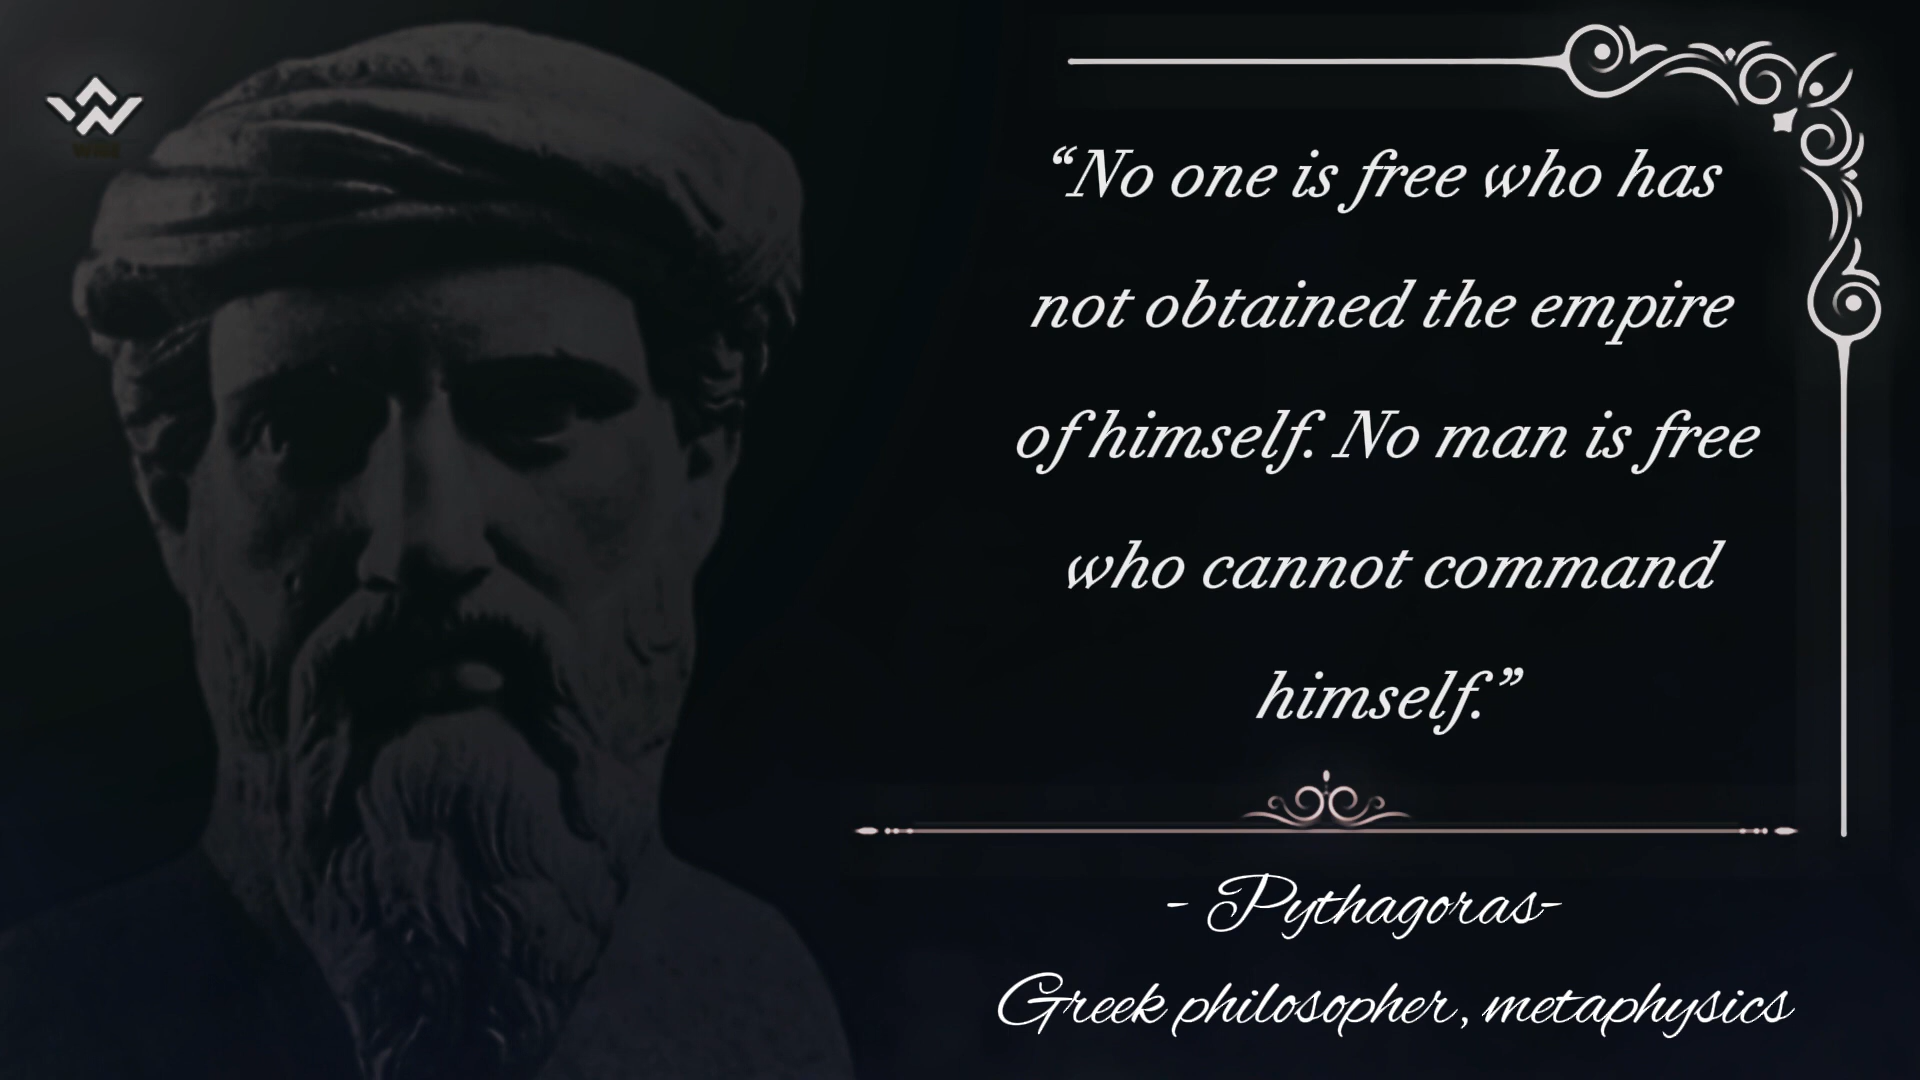 “No one is free who has
not obtained the empire
of himself. No man is free
who cannot command
himself.”
- Pythagoras-
Greek philosopher, metaphysics